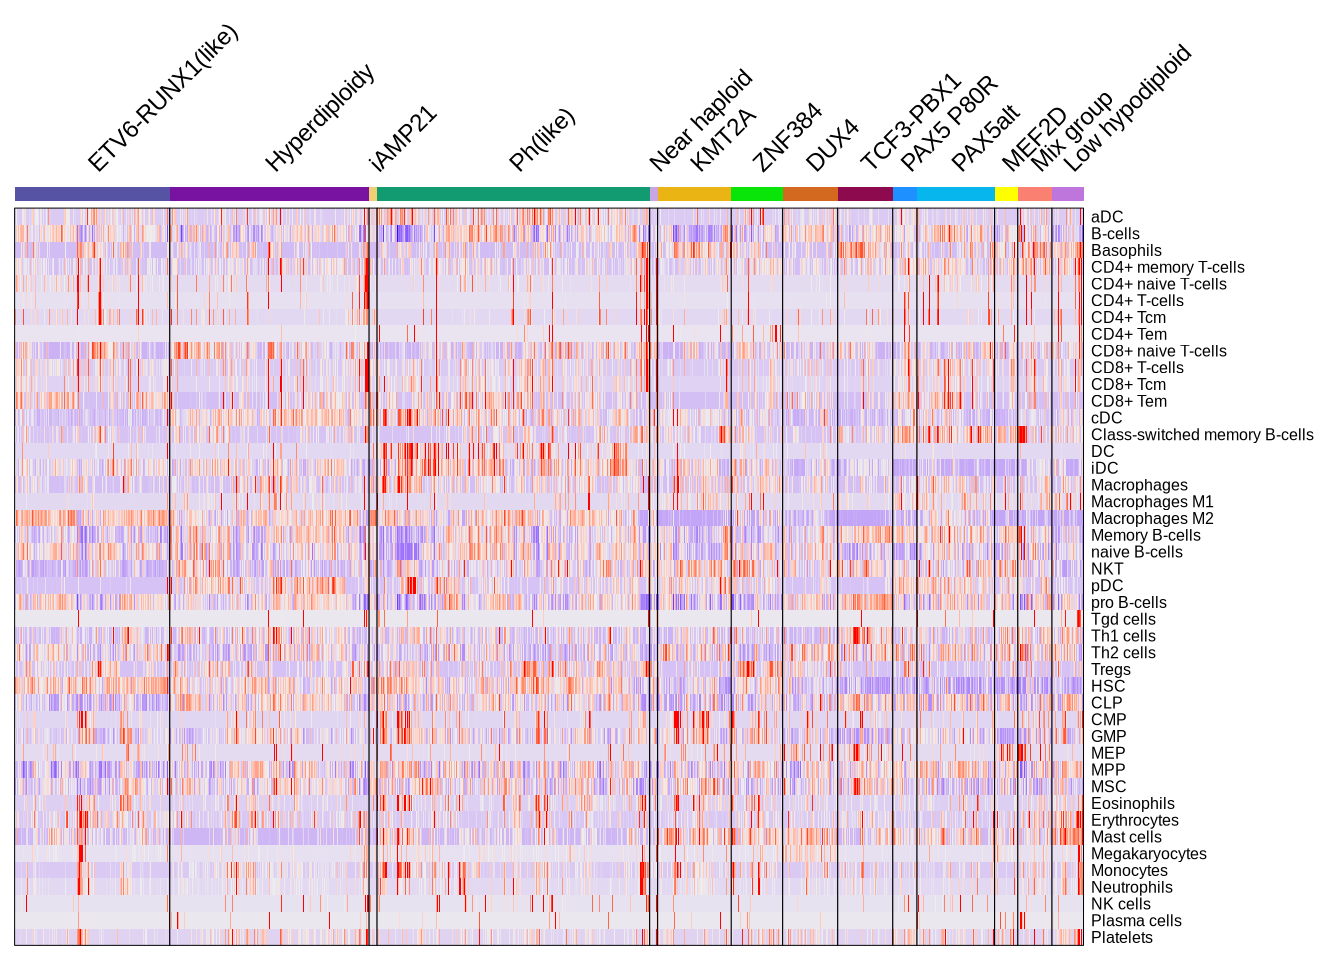 ETV6-RUNX1(like)
Hyperdiploidy
iAMP21
Ph(like)
Near haploid
KMT2A
ZNF384
DUX4
TCF3-PBX1
PAX5 P80R
PAX5alt
MEF2D
Mix group
Low hypodiploid
aDC
B-cells
Basophils
CD4+ memory T-cells
CD4+ naive T-cells
CD4+ T-cells
CD4+ Tcm
CD4+ Tem
CD8+ naive T-cells
CD8+ T-cells
CD8+ Tcm
CD8+ Tem
cDC
Class-switched memory B-cells
DC
iDC
Macrophages
Macrophages M1
Macrophages M2
Memory B-cells
naive B-cells
NKT
pDC
pro B-cells
Tgd cells
Th1 cells
Th2 cells
Tregs
HSC
CLP
CMP
GMP
MEP
MPP
MSC
Eosinophils
Erythrocytes
Mast cells
Megakaryocytes
Monocytes
Neutrophils
NK cells
Plasma cells
Platelets